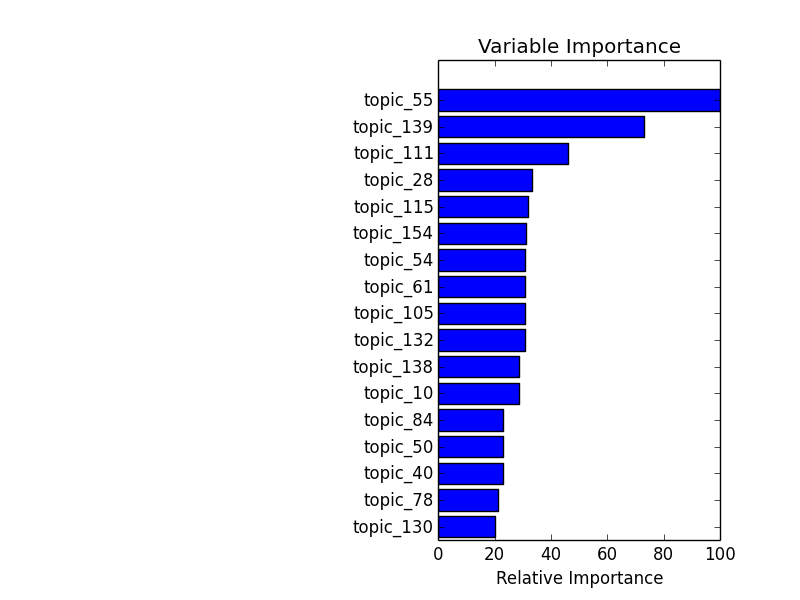 Variable Importance
topic_55
topic_139
topic_111
topic_28
topic_115
topic_154
topic_54
topic_61
topic_105
topic_132
topic_138
topic_10
topic_84
topic_50
topic_40
topic_78
topic_130
0 20 40 60 80 100
Relative Importance